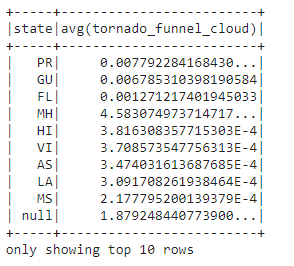 +-----+-------------------------+
|state|avg(tornado_funnel_cloud)|
+-----+-------------------------+
|   PR|     0.007792284168430...|
|   GU|     0.006785310398190584|
|   FL|     0.001271217401945033|
|   MH|     4.583074973714717...|
|   HI|     3.816308357715303E-4|
|   VI|     3.708573547756313E-4|
|   AS|     3.474031613687685E-4|
|   LA|     3.091708261938464E-4|
|   MS|     2.177795200139379E-4|
| null|     1.879248440773900...|
+-----+-------------------------+
only showing top 10 rows